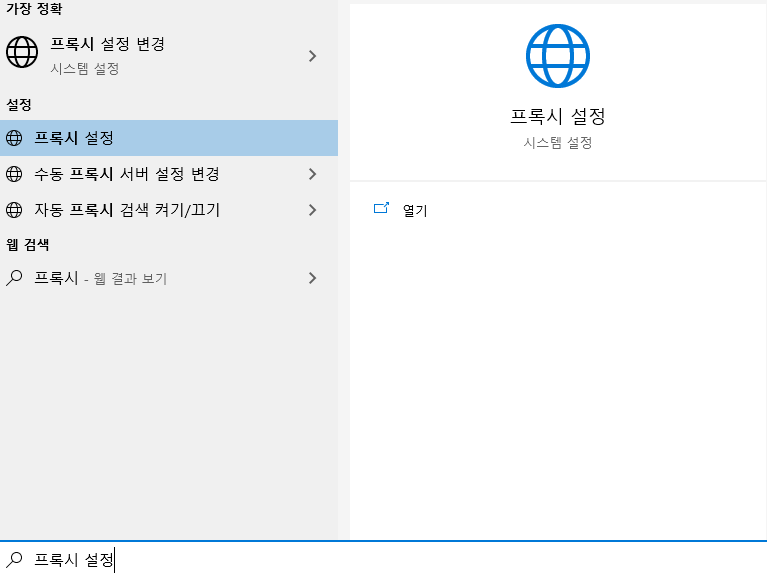 가장 정확
프록시 설정 변경
시스템 설정
설정
프록시 설정
수동 프록시 서버 설정 변경
자동 프록시 검색 켜기/끄기
웹 검색
프록시 - 웹 결과 보기
프록시 설정
시스템 설정
열기
프록시 설정